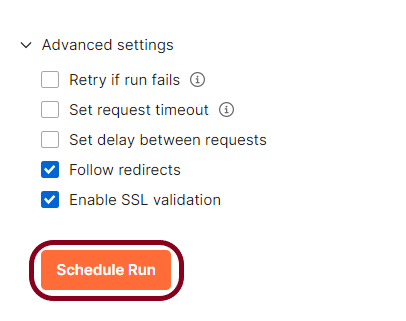 Advanced settings
Retry if run fails
Set request timeout
Set delay between requests
Follow redirects
Enable SSL validation
Schedule Run